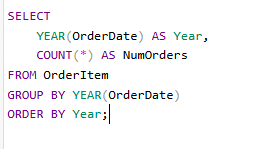 SELECT
YEAR(OrderDate) AS Year,
COUNT(*) AS NumOrders
FROM OrderItem
GROUP BY YEAR(OrderDate)
ORDER BY Year;